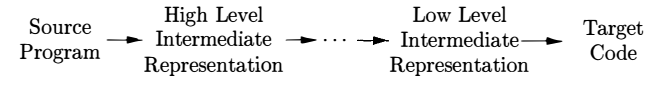 Source
Program
High Level
Intermediate
Representation
...
Low Level
Intermediate
Representation
Target
Code